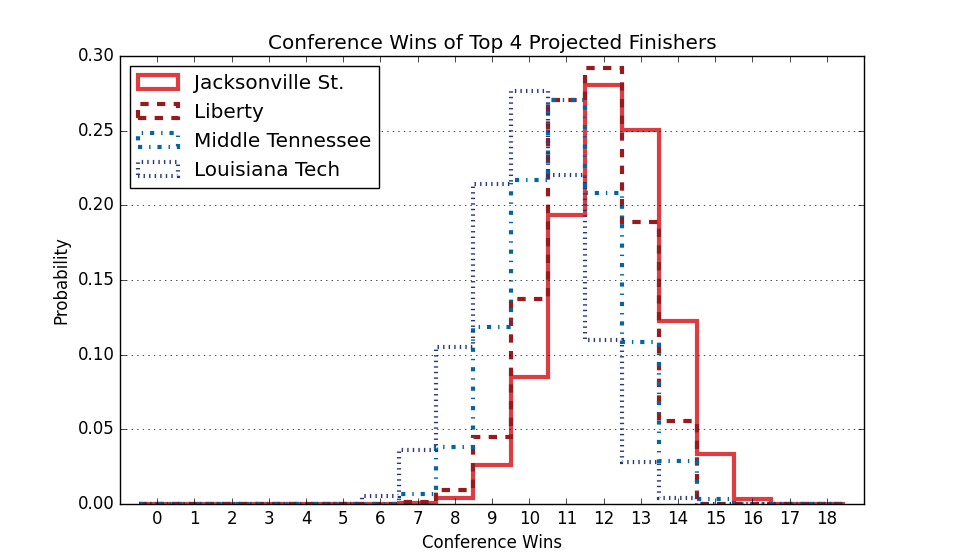 Conference Wins of Top 4 Projected Finishers
0.30
0.25
0.20
0.15
0.10
0.05
0.00
Probability
Jacksonville St.
Liberty
Middle Tennessee
Louisiana Tech
0 1 2 3 4 5 6 7 8 9 10 11 12 13 14 15 16 17 18
Conference Wins